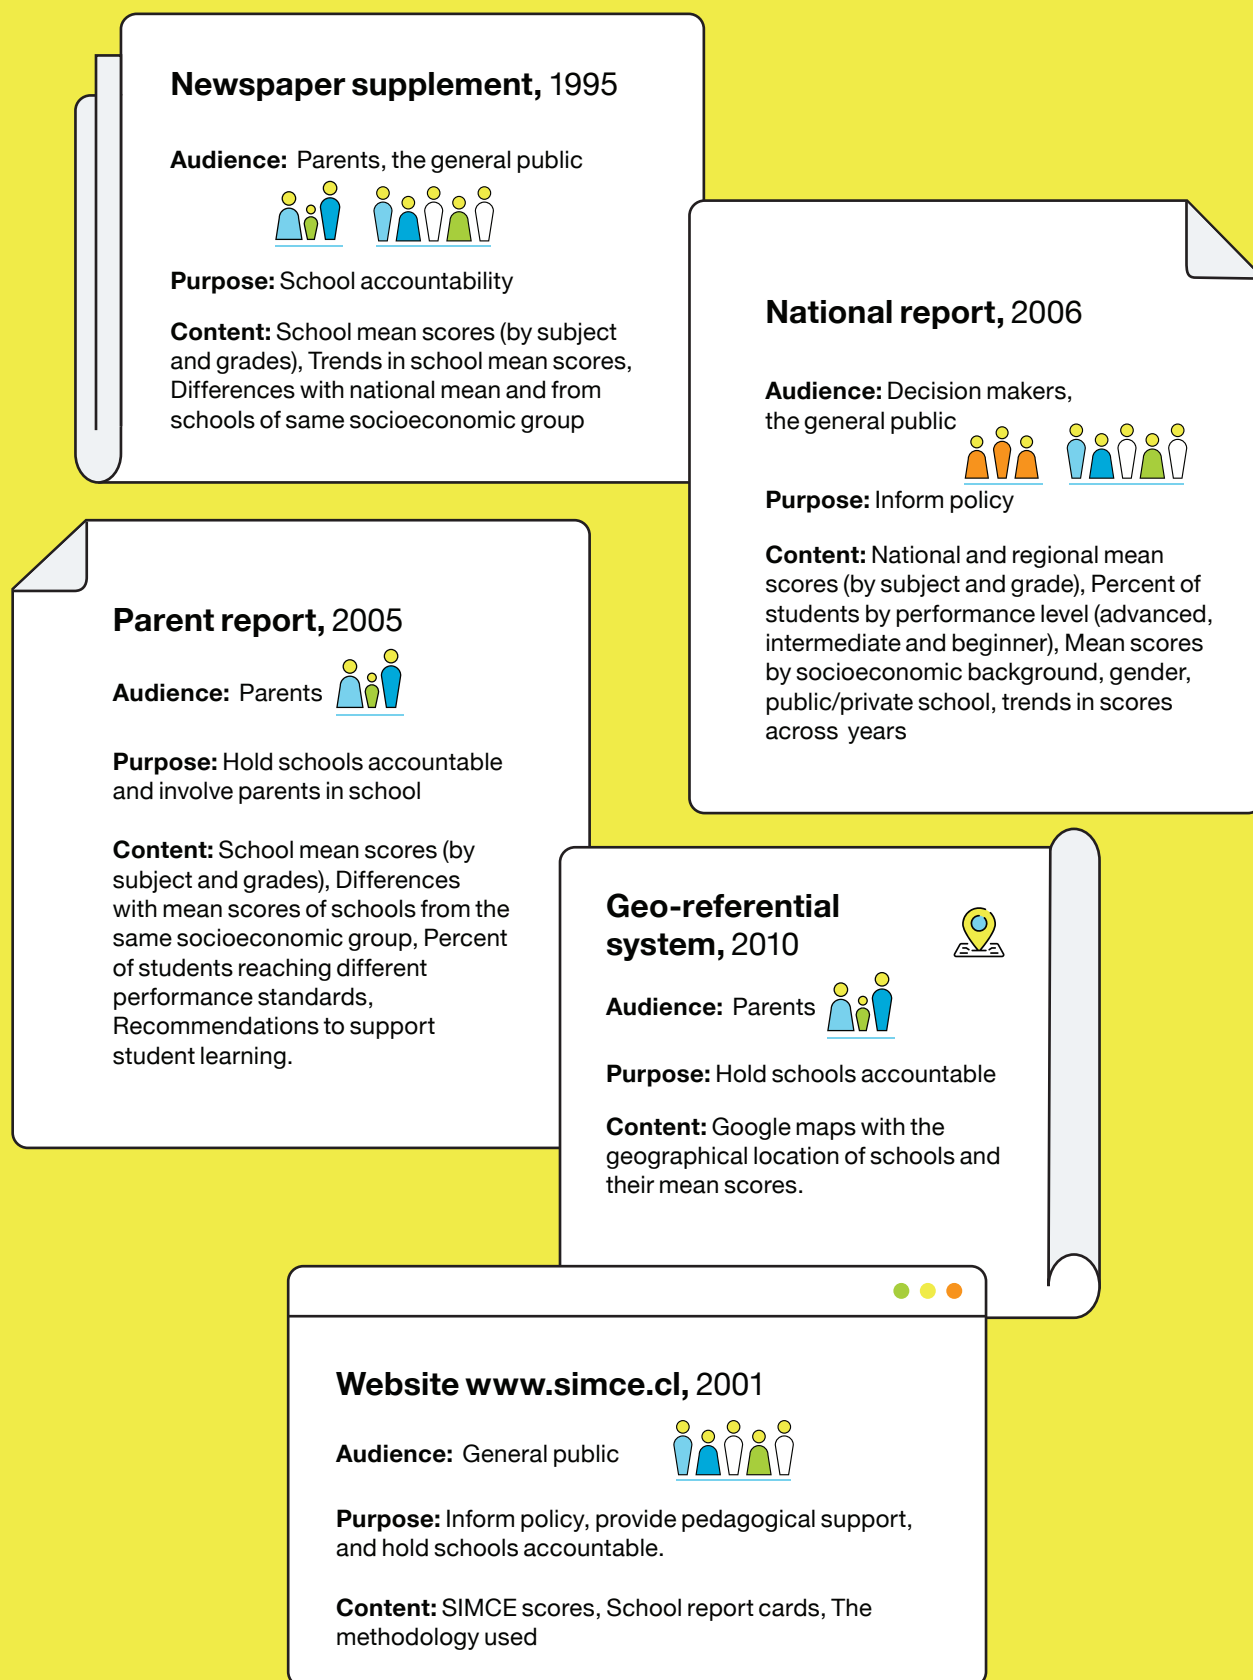 Newspaper supplement, 1995
Audience: Parents, the general public
Purpose: School accountability
Content: School mean scores (by subject
and grades), Trends in school mean scores,
Differences with national mean and from
schools of same socioeconomic group
National report, 2006
Audience: Decision makers,
the general public
Purpose: Inform policy
Content: National and regional mean
scores (by subject and grade), Percent of
students by performance level (advanced,
intermediate and beginner), Mean scores
by socioeconomic background, gender,
public/private school, trends in scores
across years
Parent report, 2005
Audience: Parents
Purpose: Hold schools accountable
and involve parents in school
Content: School mean scores (by
subject and grades), Differences
with mean scores of schools from the
same socioeconomic group, Percent
of students reaching different
performance standards,
Recommendations to support
student learning.
Geo-referential
system, 2010
Audience: Parents
Purpose: Hold schools accountable
Content: Google maps with the
geographical location of schools and
their mean scores.
Website www.simce.cl, 2001
Audience: General public
Purpose: Inform policy, provide pedagogical support,
and hold schools accountable.
Content: SIMCE scores, School report cards, The
methodology used